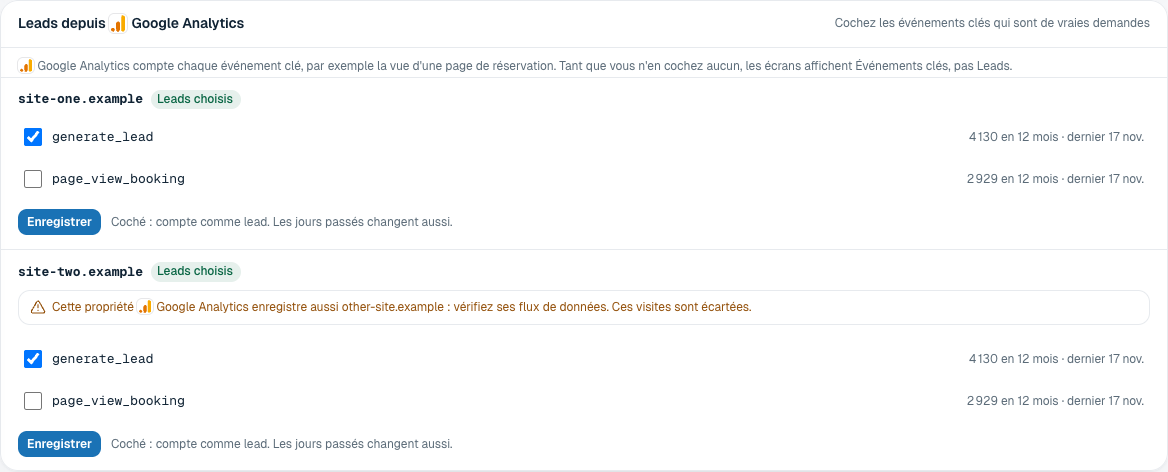 Leads depuis Google Analytics
Cochez les événements clés qui sont de vraies demandes
Google Analytics compte chaque événement clé, par exemple la vue d'une page de réservation. Tant que vous n'en cochez aucun, les écrans affichent Événements clés, pas Leads.
site-one.example Leads choisis
generate_lead 4 130 en 12 mois · dernier 17 nov.
page_view_booking 2 929 en 12 mois · dernier 17 nov.
Enregistrer Coché : compte comme lead. Les jours passés changent aussi.
site-two.example Leads choisis
Cette propriété Google Analytics enregistre aussi other-site.example : vérifiez ses flux de données. Ces visites sont écartées.
generate_lead 4 130 en 12 mois · dernier 17 nov.
page_view_booking 2 929 en 12 mois · dernier 17 nov.
Enregistrer Coché : compte comme lead. Les jours passés changent aussi.